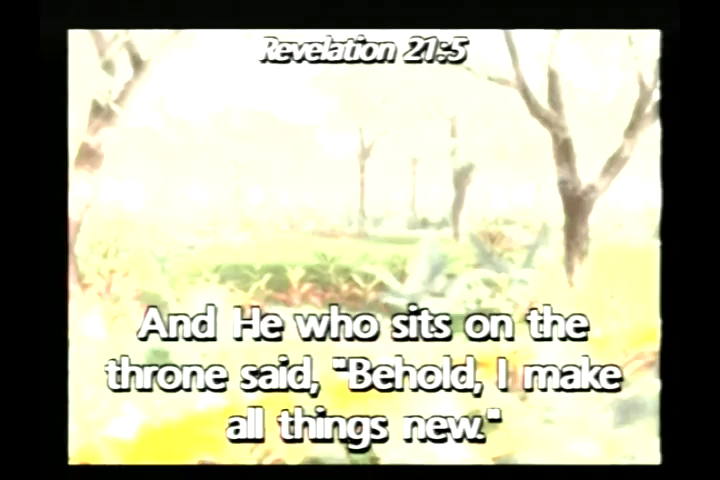 Revelation 21:5
And He who sits on the
throne said, "Behold, I make
all things new."